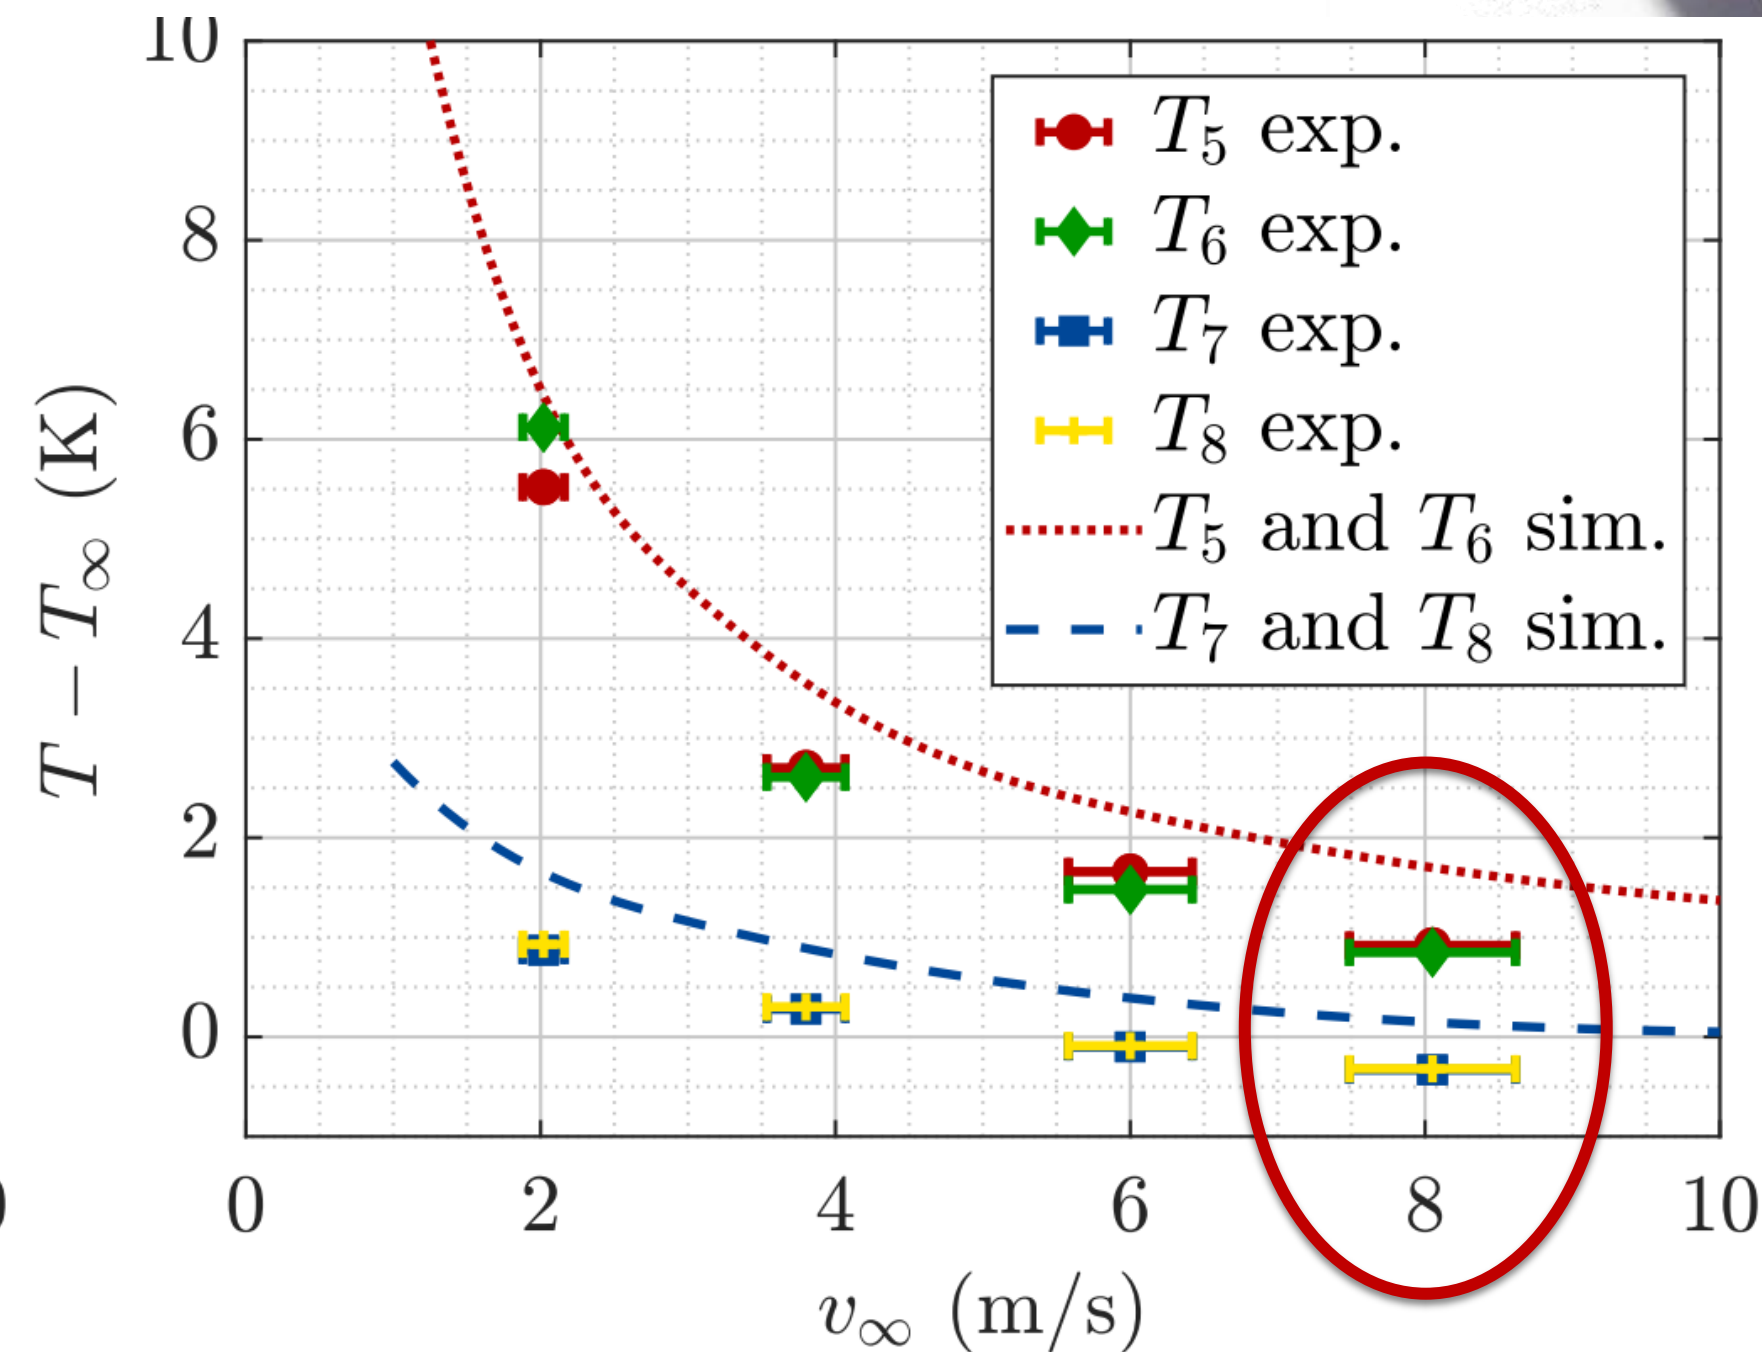 10
8
6
4
2
0
T − T∞ (K)
T5 exp.
T6 exp.
T7 exp.
T8 exp.
T5 and T6 sim.
T7 and T8 sim.
0 2 4 6 8 10
v∞ (m/s)